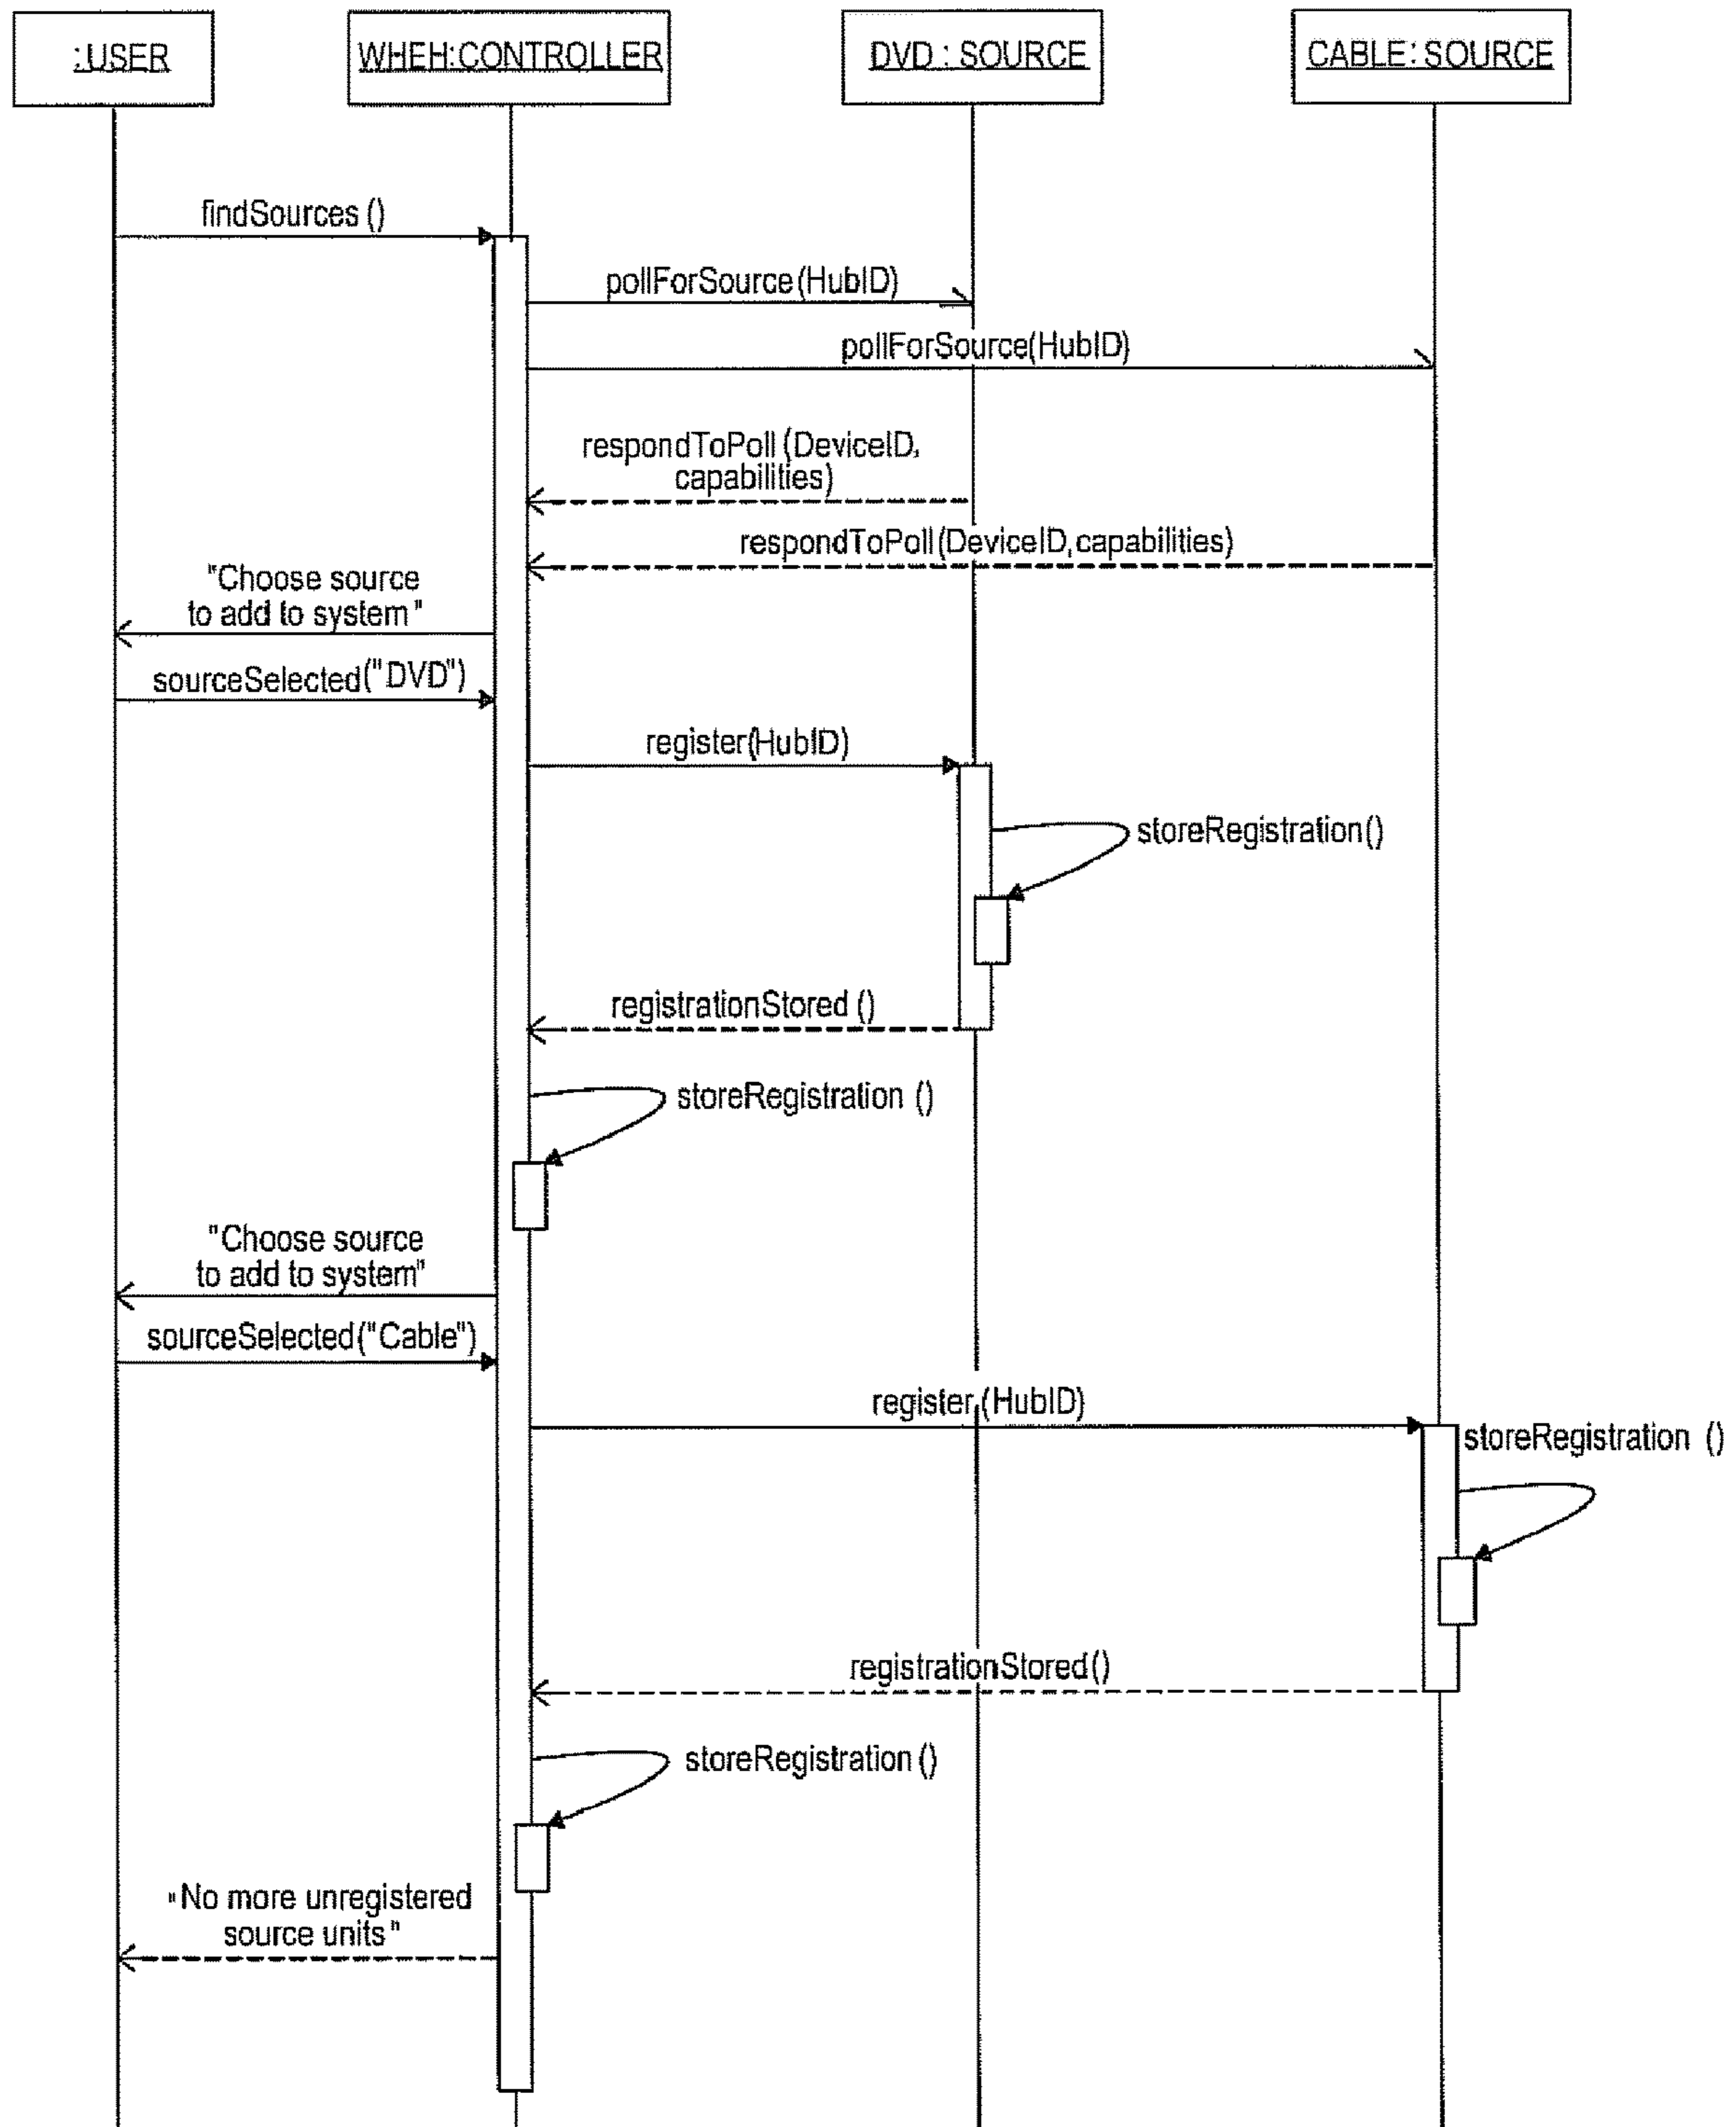 :USER
WHEH:CONTROLLER
DVD : SOURCE
CABLE: SOURCE
findSources ()
pollForSource (HubID)
pollForSource(HubID)
respondToPoll (DeviceID,
capabilities)
respondToPoll (DeviceID, capabilities)
"Choose source
to add to system"
sourceSelected("DVD")
register(HubID)
storeRegistration()
registrationStored ()
storeRegistration ()
"Choose source
to add to system"
sourceSelected("Cable")
register (HubID)
storeRegistration ()
registrationStored()
storeRegistration ()
"No more unregistered
source units"